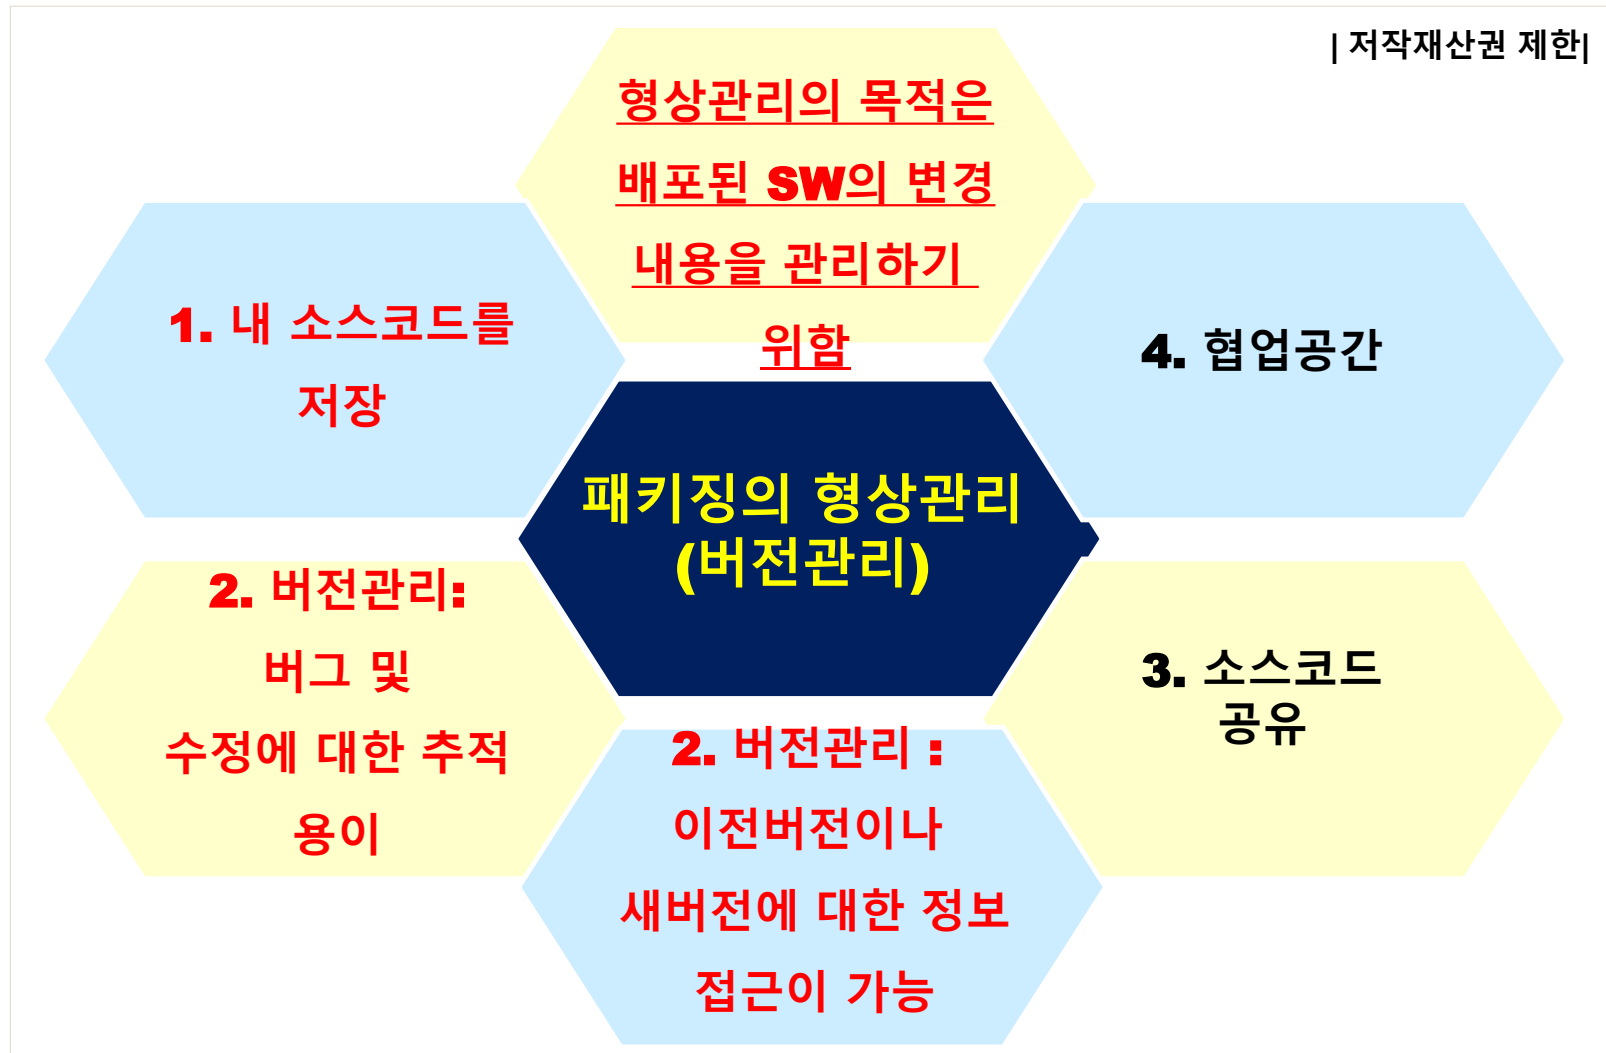 | 저작재산권 제한|
형상관리의 목적은
배포된 SW의 변경
내용을 관리하기
위함
1. 내 소스코드를
저장
4. 협업공간
패키징의 형상관리
(버전관리)
2. 버전관리:
버그 및
수정에 대한 추적
용이
3. 소스코드
공유
2. 버전관리 :
이전버전이나
새버전에 대한 정보
접근이 가능